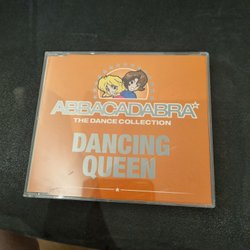 ABBACADABRA*
THE DANCE COLLECTION
DANCING
QUEEN